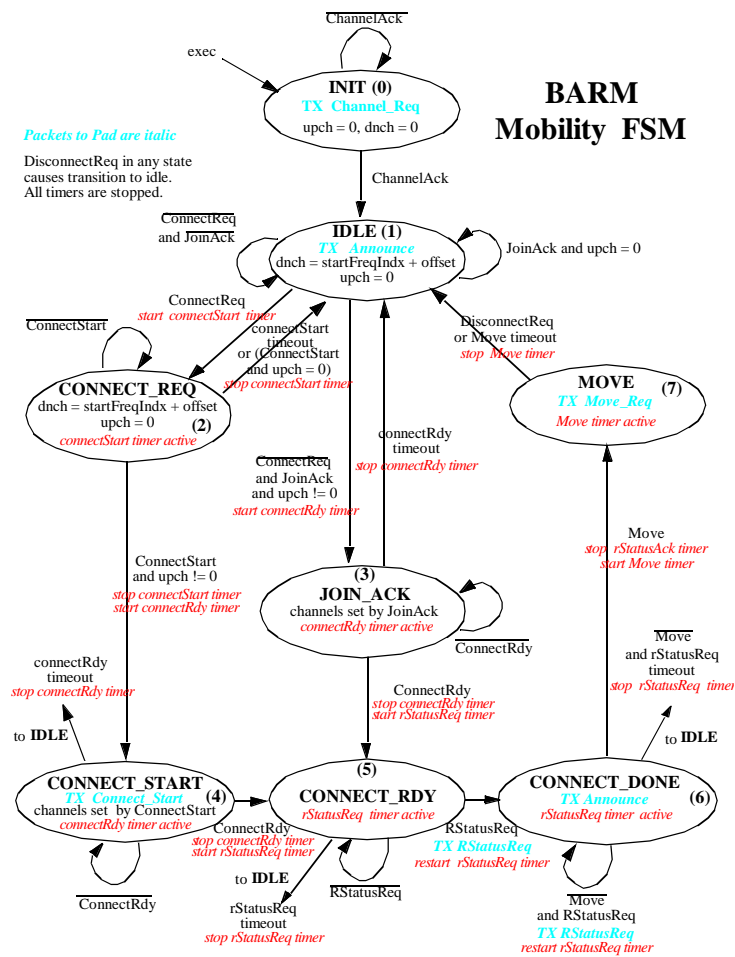 ChannelAck
exec
INIT (0)
TX Channel_Req
upch = 0, dnch = 0
BARM
Mobility FSM
Packets to Pad are italic
DisconnectReq in any state
causes transition to idle.
All timers are stopped.
ChannelAck
ConnectReq
and JoinAck
IDLE (1)
TX Announce
dnch = startFreqIndx + offset
upch = 0
JoinAck and upch = 0
ConnectReq
start connectStart timer
ConnectStart
connectStart
timeout
or (ConnectStart
and upch = 0)
stop connectStart timer
DisconnectReq
or Move timeout
stop Move timer
CONNECT_REQ
dnch = startFreqIndx + offset
upch = 0
(2)
connectStart timer active
MOVE
(7)
TX Move_Req
Move timer active
connectRdy
timeout
stop connectRdy timer
ConnectReq
and JoinAck
and upch != 0
start connectRdy timer
Move
stop rStatusAck timer
start Move timer
ConnectStart
and upch != 0
stop connectStart timer
start connectRdy timer
(3)
JOIN_ACK
channels set by JoinAck
connectRdy timer active
ConnectRdy
Move
and rStatusReq
timeout
stop rStatusReq timer
to IDLE
connectRdy
timeout
stop connectRdy timer
to IDLE
ConnectRdy
stop connectRdy timer
start rStatusReq timer
CONNECT_START
TX Connect_Start
(4)
channels set by ConnectStart
connectRdy timer active
(5)
CONNECT_RDY
rStatusReq timer active
CONNECT_DONE
TX Announce
(6)
rStatusReq timer active
ConnectRdy
stop connectRdy timer
start rStatusReq timer
RStatusReq
TX RStatusReq
restart rStatusReq timer
ConnectRdy
to IDLE
rStatusReq
timeout
stop rStatusReq timer
RStatusReq
Move
and RStatusReq
TX RStatusReq
restart rStatusReq timer